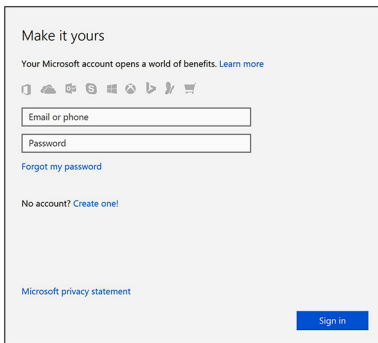 Make it yours
Your Microsoft account opens a world of benefits. Learn more
Email or phone
Password
Forgot my password
No account? Create one!
Microsoft privacy statement
Sign in